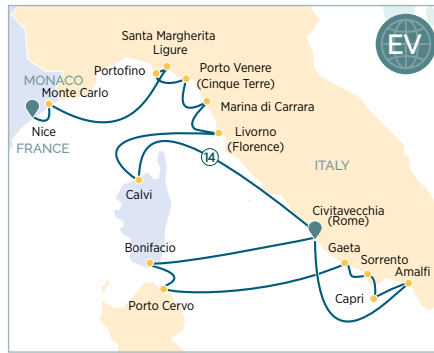 EV
Santa Margherita
Ligure
Portofino
Porto Venere
(Cinque Terre)
MONACO
Monte Carlo
Marina di Carrara
Nice
FRANCE
Livorno
(Florence)
14
ITALY
Calvi
Civitavecchia
(Rome)
Bonifacio
Gaeta
Sorrento
Amalfi
Capri
Porto Cervo